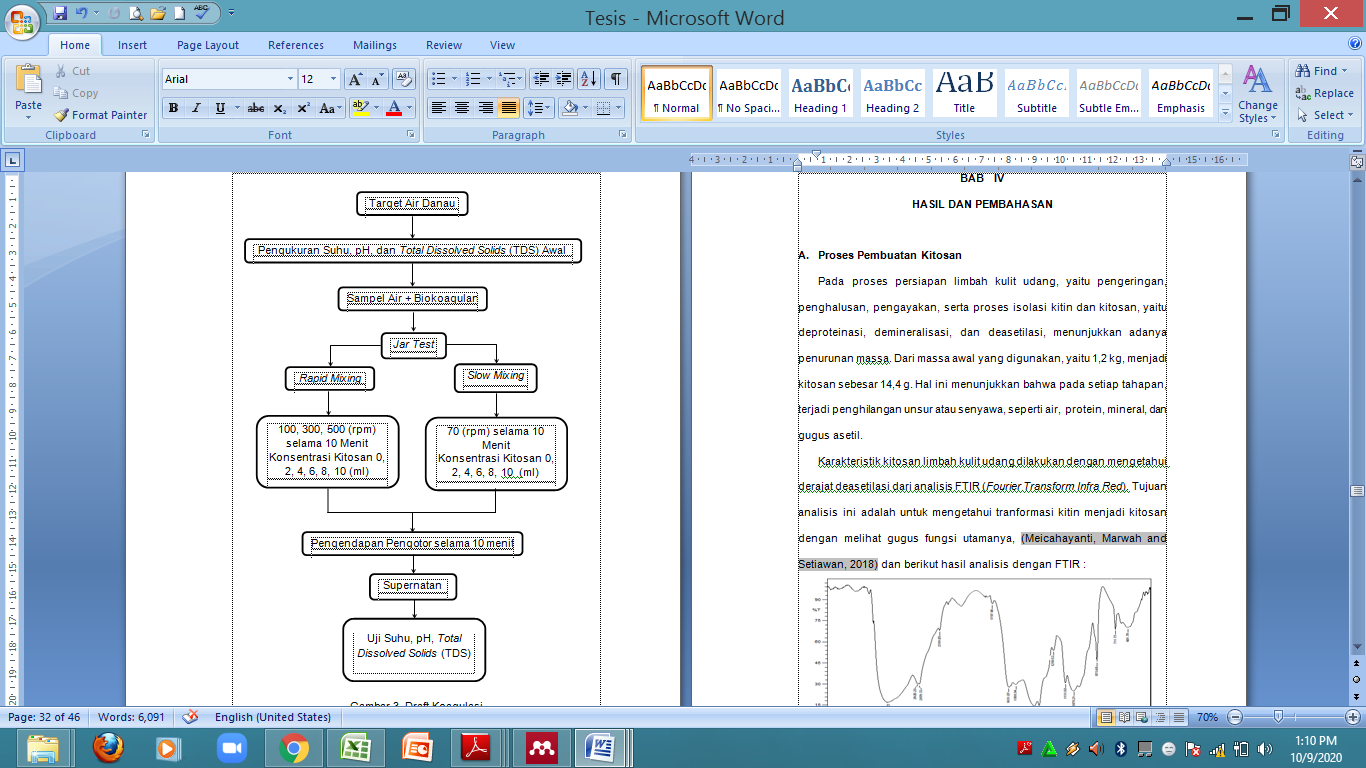 Tesis - Microsoft Word
Home Insert Page Layout References Mailings Review View
Paste
Cut
Copy
Format Painter
Clipboard
Arial 12
Font
Paragraph
AaBbCcDc AaBbCcDc AaBbCc AaBbCc AaB AaBbCcDc AaBbCcDc AaBbCcDc
¶ Normal ¶ No Spaci... Heading 1 Heading 2 Title Subtitle Subtle Em... Emphasis
Styles
Change
Styles
Find
Replace
Select
Editing
Target Air Danau
Pengukuran Suhu, pH, dan Total Dissolved Solids (TDS) Awal
Sampel Air + Biokoagulan
Jar Test
Rapid Mixing
Slow Mixing
100, 300, 500 (rpm)
selama 10 Menit
Konsentrasi Kitosan 0,
2, 4, 6, 8, 10 (ml)
70 (rpm) selama 10
Menit
Konsentrasi Kitosan 0,
2, 4, 6, 8, 10 (ml)
Pengendapan Pengotor selama 10 menit
Supernatan
Uji Suhu, pH, Total
Dissolved Solids (TDS)
Gambar 3. Draft Koagulasi
BAB IV
HASIL DAN PEMBAHASAN
A. Proses Pembuatan Kitosan
Pada proses persiapan limbah kulit udang, yaitu pengeringan,
penghalusan, pengayakan, serta proses isolasi kitin dan kitosan, yaitu
deproteinasi, demineralisasi, dan deasetilasi, menunjukkan adanya
penurunan massa. Dari massa awal yang digunakan, yaitu 1,2 kg, menjadi
kitosan sebesar 14,4 g. Hal ini menunjukkan bahwa pada setiap tahapan,
terjadi penghilangan unsur atau senyawa, seperti air, protein, mineral, dan
gugus asetil.
Karakteristik kitosan limbah kulit udang dilakukan dengan mengetahui
derajat deasetilasi dari analisis FTIR (Fourier Transform Infra Red). Tujuan
analisis ini adalah untuk mengetahui tranformasi kitin menjadi kitosan
dengan melihat gugus fungsi utamanya, (Meicahayanti, Marwah and
Setiawan, 2018) dan berikut hasil analisis dengan FTIR :
90
%T
75
60
45
30
15
Page: 32 of 46 Words: 6,091 English (United States) 70%
1:10 PM
10/9/2020